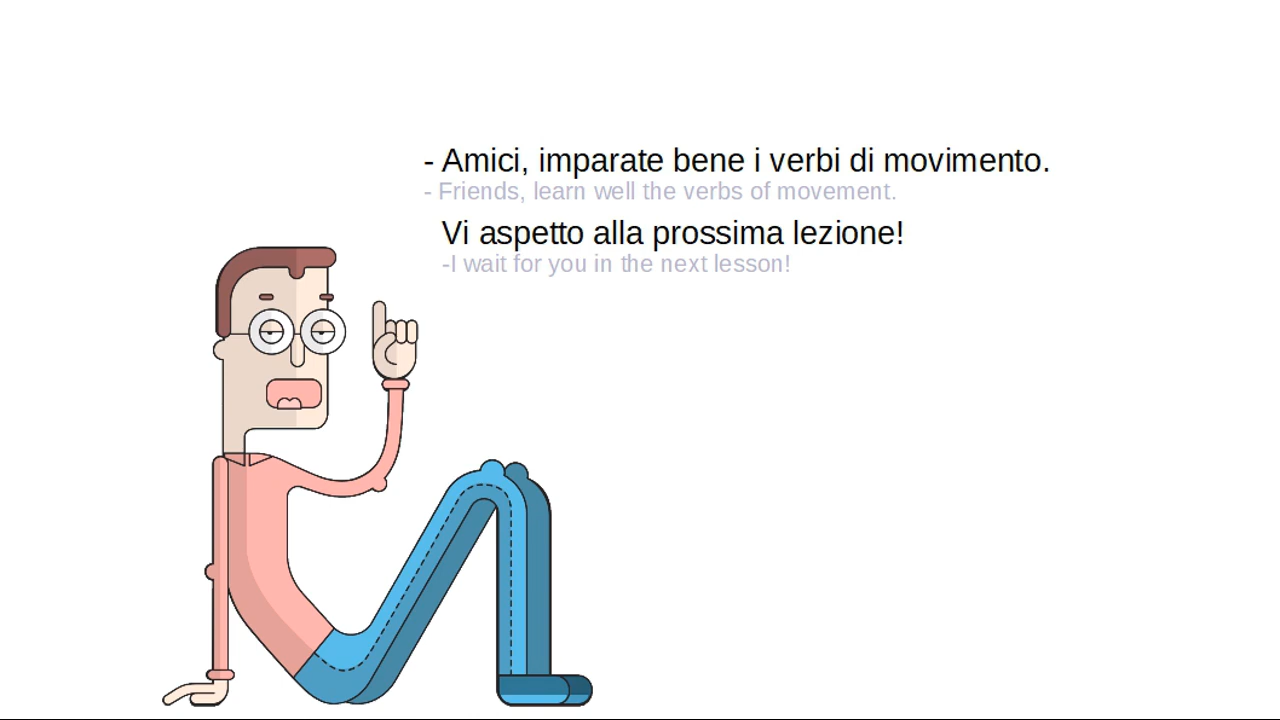 - Amici, imparate bene i verbi di movimento.
- Friends, learn well the verbs of movement.
Vi aspetto alla prossima lezione!
-I wait for you in the next lesson!